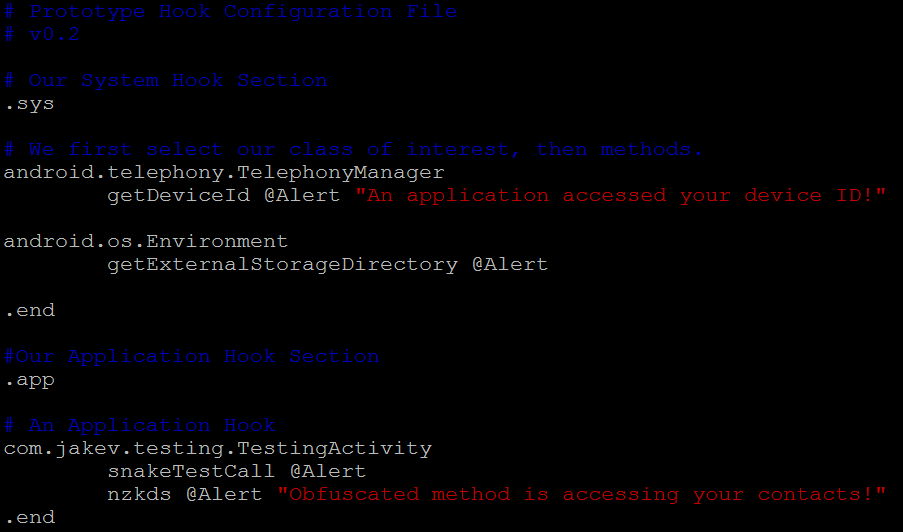 # Prototype Hook Configuration File
# v0.2
# Our System Hook Section
.sys
# We first select our class of interest, then methods.
android.telephony.TelephonyManager
getDeviceId @Alert "An application accessed your device ID!"
android.os.Environment
getExternalStorageDirectory @Alert
.end
#Our Application Hook Section
.app
# An Application Hook
com.jakev.testing.TestingActivity
snakeTestCall @Alert
nzkds @Alert "Obfuscated method is accessing your contacts!"
.end